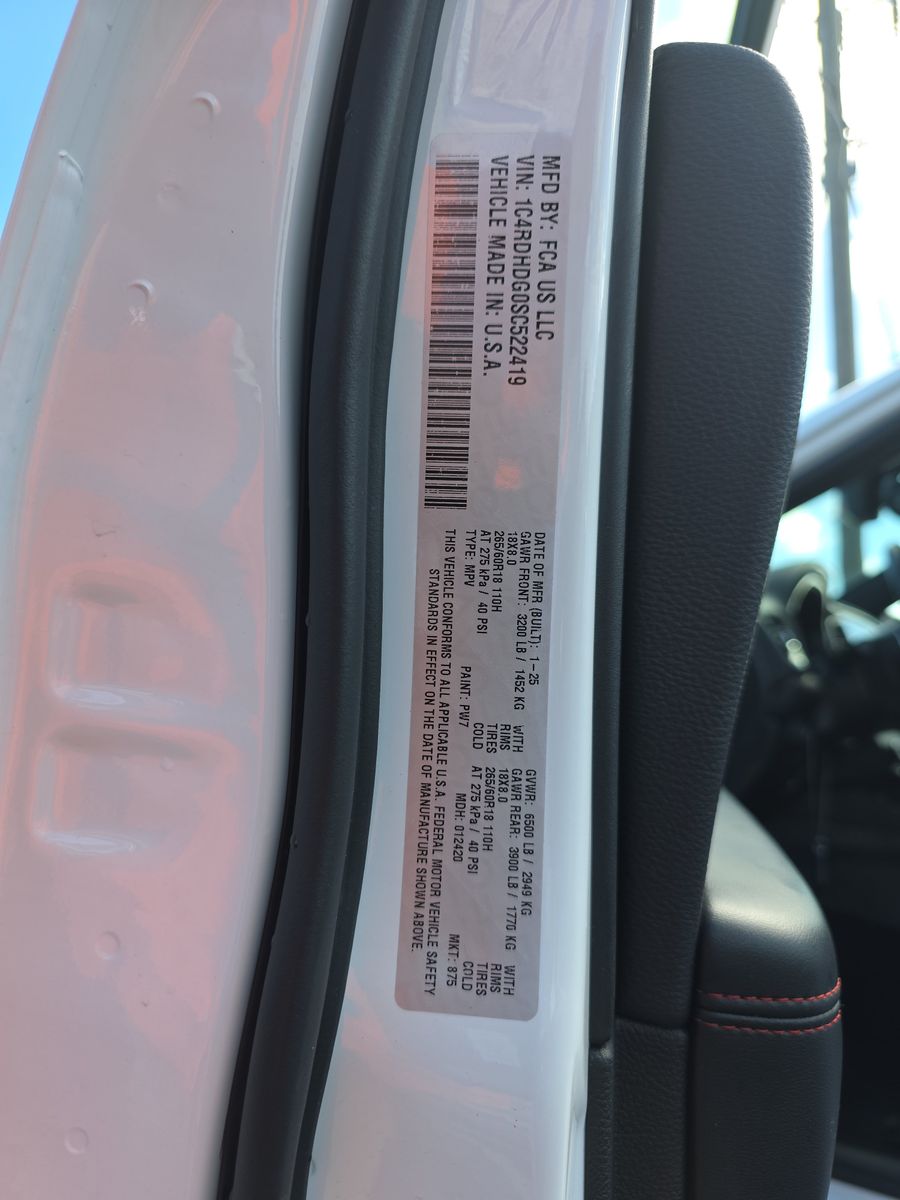 MFD BY: FCA US LLC
VIN: 1C4RDHDG0SC522419
VEHICLE MADE IN: U.S.A.
DATE OF MFR (BUILT): 1-25 GVWR: 6500 LB / 2949 KG
GAWR FRONT: 3200 LB / 1452 KG WITH GAWR REAR: 3900 LB / 1770 KG WITH
18X8.0 RIMS 18X8.0 RIMS
265/60R18 110H TIRES 265/60R18 110H TIRES
AT 275 kPa / 40 PSI COLD AT 275 kPa / 40 PSI COLD
TYPE: MPV PAINT: PW7 MDH: 012420 MKT: 875
THIS VEHICLE CONFORMS TO ALL APPLICABLE U.S.A. FEDERAL MOTOR VEHICLE SAFETY
STANDARDS IN EFFECT ON THE DATE OF MANUFACTURE SHOWN ABOVE.